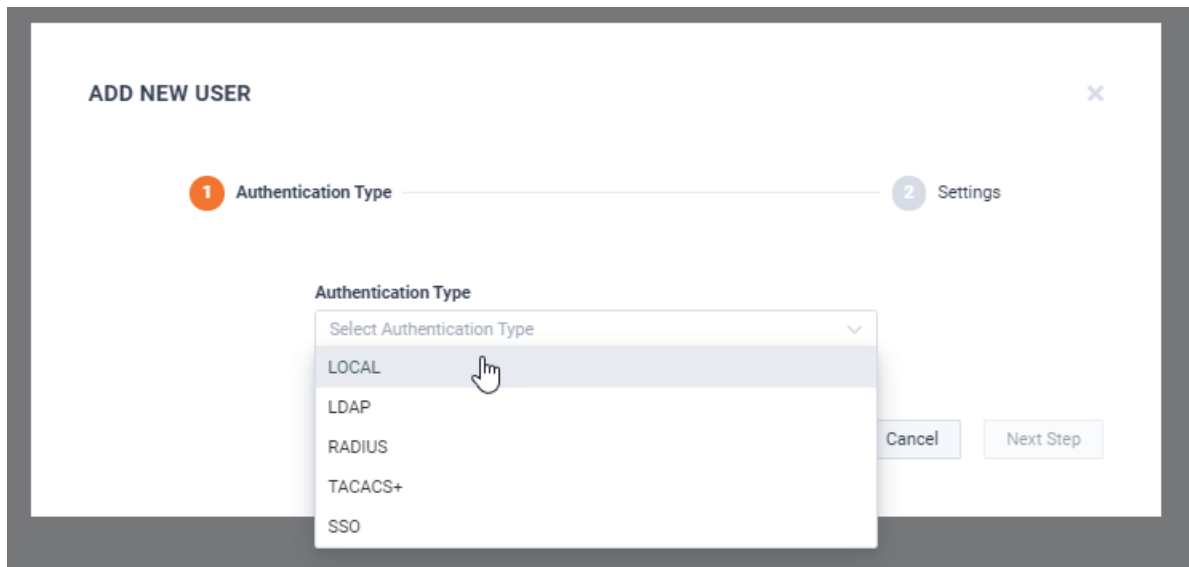 ADD NEW USER
1 Authentication Type
2 Settings
Authentication Type
Select Authentication Type
LOCAL
LDAP
RADIUS
TACACS+
SSO
Cancel
Next Step